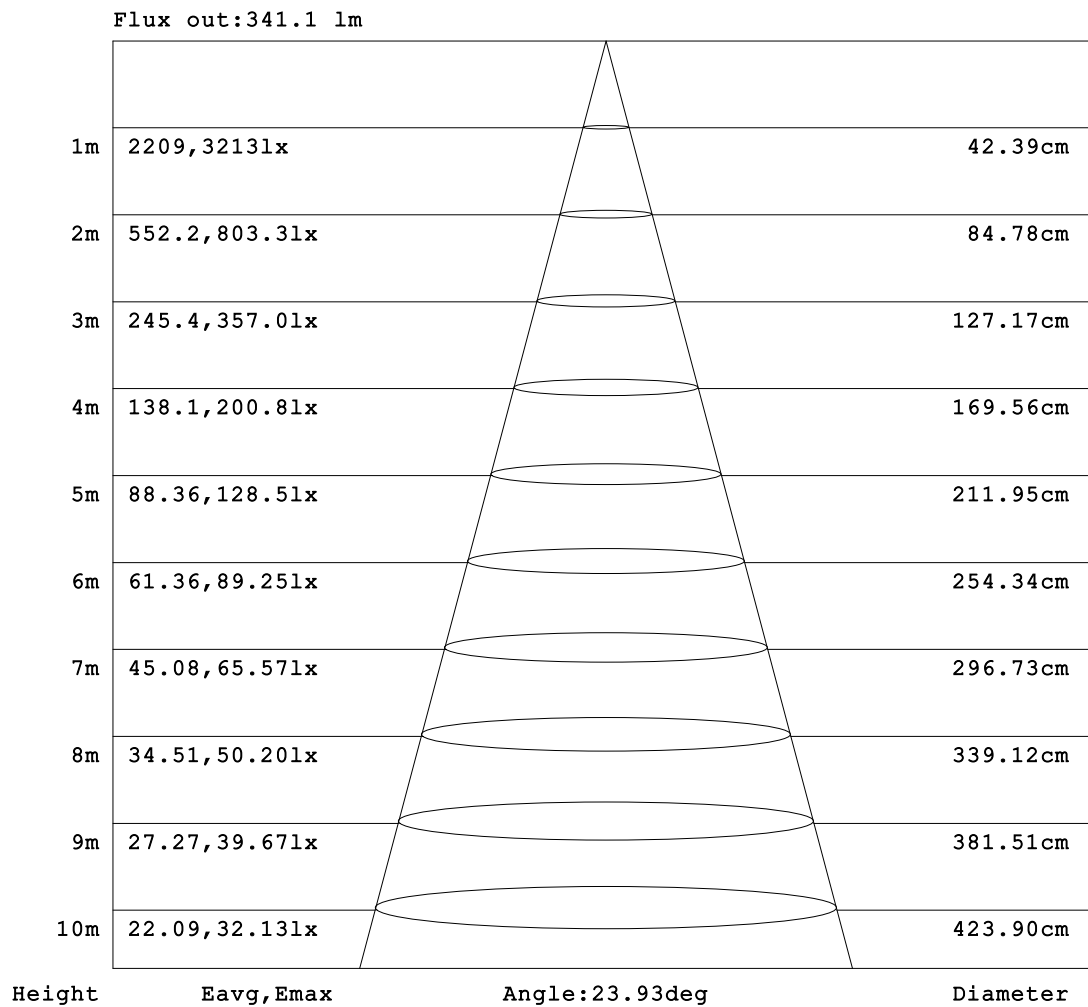 Flux out:341.1 lm
1m 2209,3213lx 42.39cm
2m 552.2,803.3lx 84.78cm
3m 245.4,357.0lx 127.17cm
4m 138.1,200.8lx 169.56cm
5m 88.36,128.5lx 211.95cm
6m 61.36,89.25lx 254.34cm
7m 45.08,65.57lx 296.73cm
8m 34.51,50.20lx 339.12cm
9m 27.27,39.67lx 381.51cm
10m 22.09,32.13lx 423.90cm
Height Eavg,Emax Angle:23.93deg Diameter